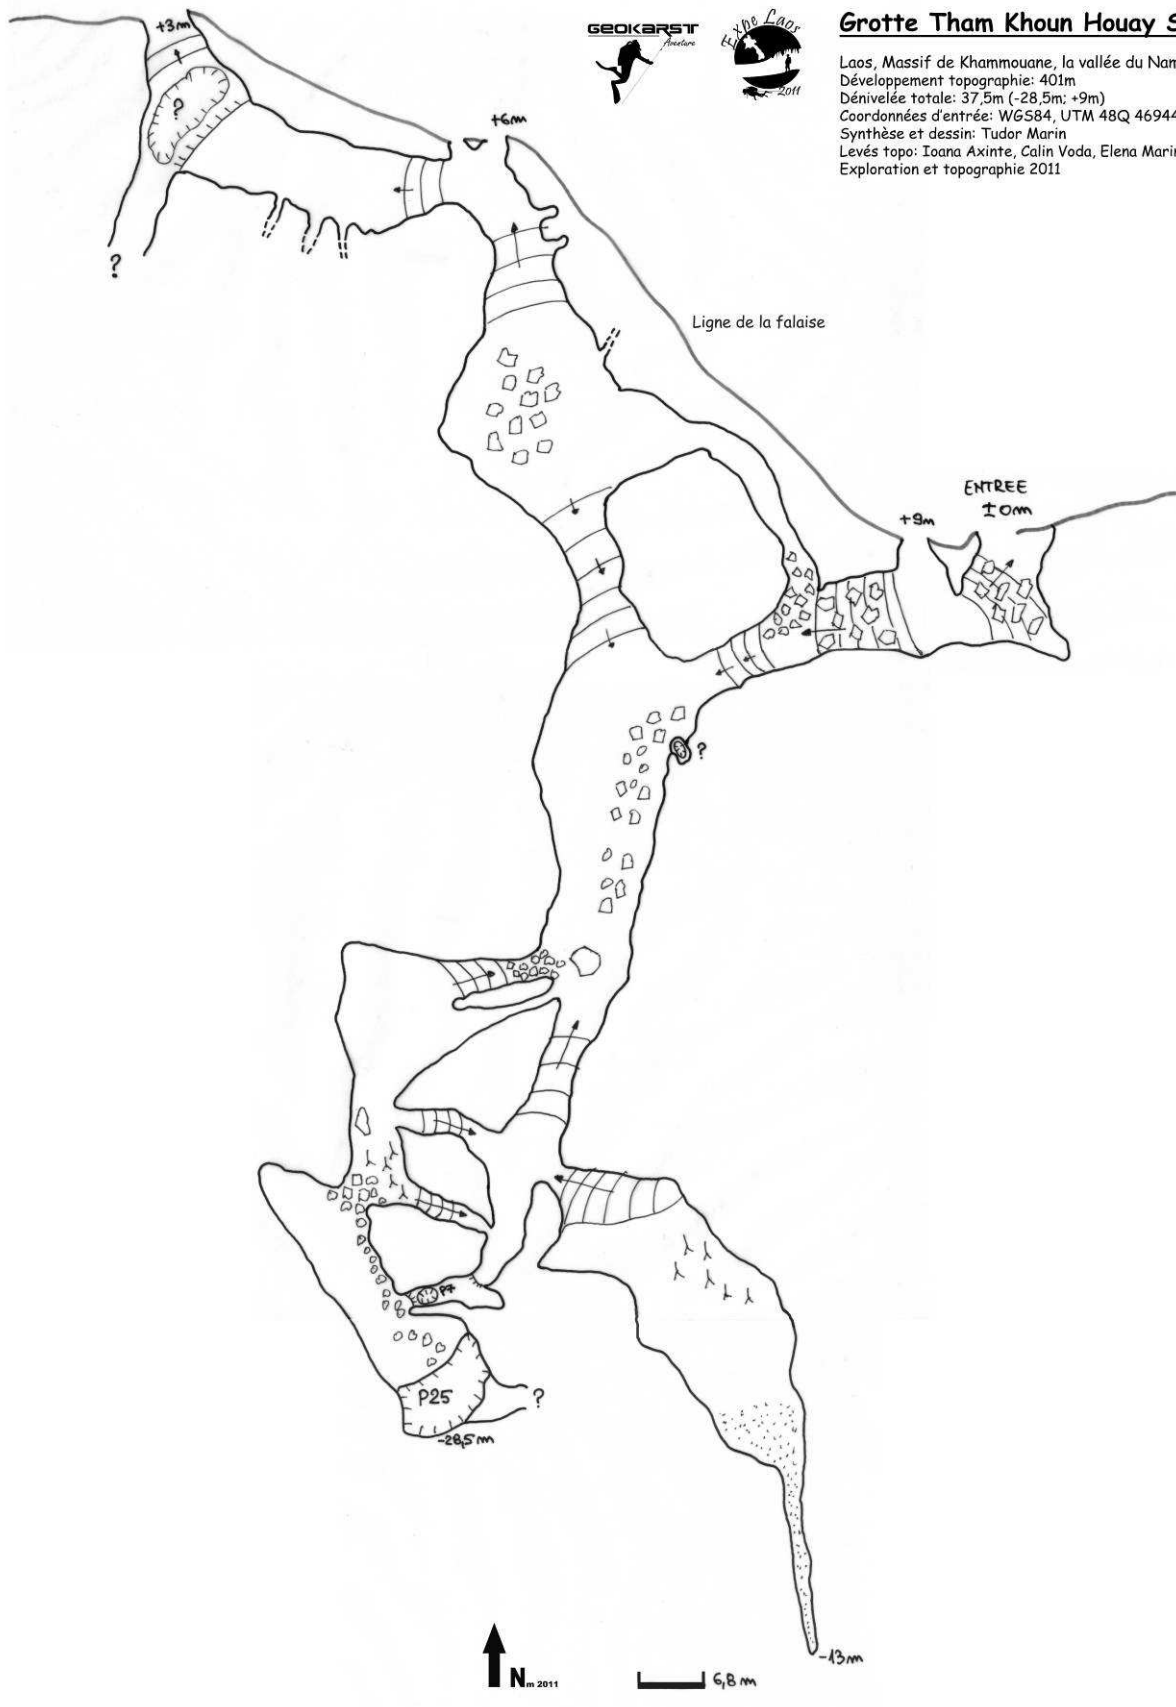 +3m
?
?
GEOKARST
Aventure
Expe Laos
2011
Grotte Tham Khoun Houay S
Laos, Massif de Khammouane, la vallée du Nam
Développement topographie: 401m
Dénivelée totale: 37,5m (-28,5m; +9m)
Coordonnées d'entrée: WGS84, UTM 48Q 46944
Synthèse et dessin: Tudor Marin
Levés topo: Ioana Axinte, Calin Voda, Elena Marin
Exploration et topographie 2011
+6m
Ligne de la falaise
ENTREE
±0m
+9m
?
P7
P25
?
-28,5m
-13m
N m 2011
6,8 m